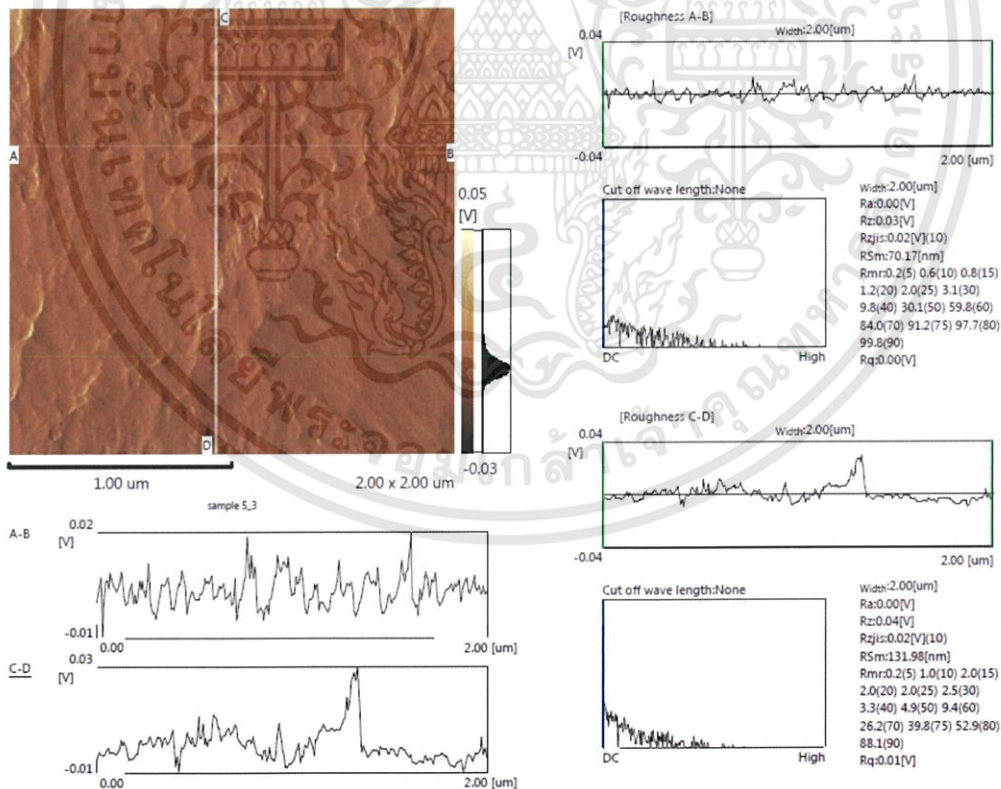 C
A
B
D
0.05
[V]
-0.03
1.00 um
2.00 x 2.00 um
sample 5_3
A-B
0.02
[V]
-0.01
0.00
2.00 [um]
C-D
0.03
[V]
-0.01
0.00
2.00 [um]
[Roughness A-B]
Width:2.00[um]
0.04
[V]
-0.04
2.00 [um]
Cut off wave length:None
DC
High
Width:2.00[um]
Ra:0.00[V]
Rz:0.03[V]
Rzjis:0.02[V](10)
RSm:70.17[nm]
Rmr:0.2(5) 0.6(10) 0.8(15)
1.2(20) 2.0(25) 3.1(30)
9.8(40) 30.1(50) 59.8(60)
84.0(70) 91.2(75) 97.7(80)
99.8(90)
Rq:0.00[V]
[Roughness C-D]
Width:2.00[um]
0.04
[V]
-0.04
2.00 [um]
Cut off wave length:None
DC
High
Width:2.00[um]
Ra:0.00[V]
Rz:0.04[V]
Rzjis:0.02[V](10)
RSm:131.98[nm]
Rmr:0.2(5) 1.0(10) 2.0(15)
2.0(20) 2.0(25) 2.5(30)
3.3(40) 4.9(50) 9.4(60)
26.2(70) 39.8(75) 52.9(80)
88.1(90)
Rq:0.01[V]